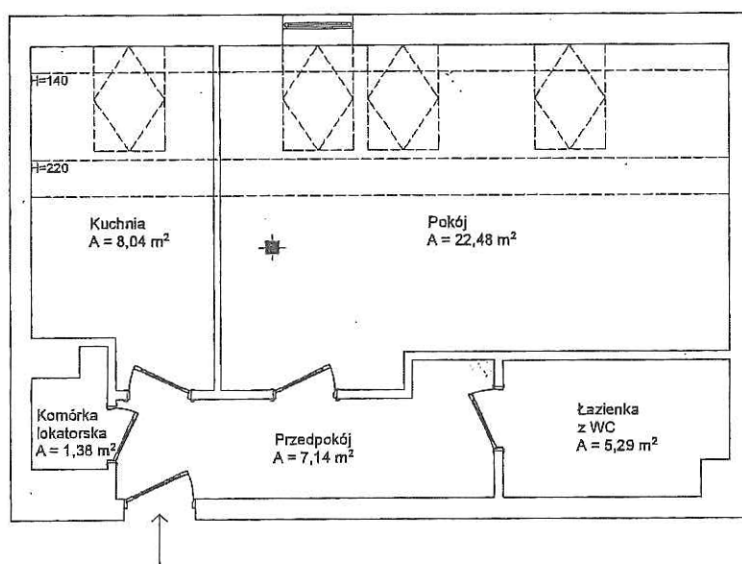 H=140
H=220
Kuchnia
A = 8,04 m²
Pokój
A = 22,48 m²
Komórka
lokatorska
A = 1,38 m²
Przedpokój
A = 7,14 m²
Łazienka
z WC
A = 5,29 m²